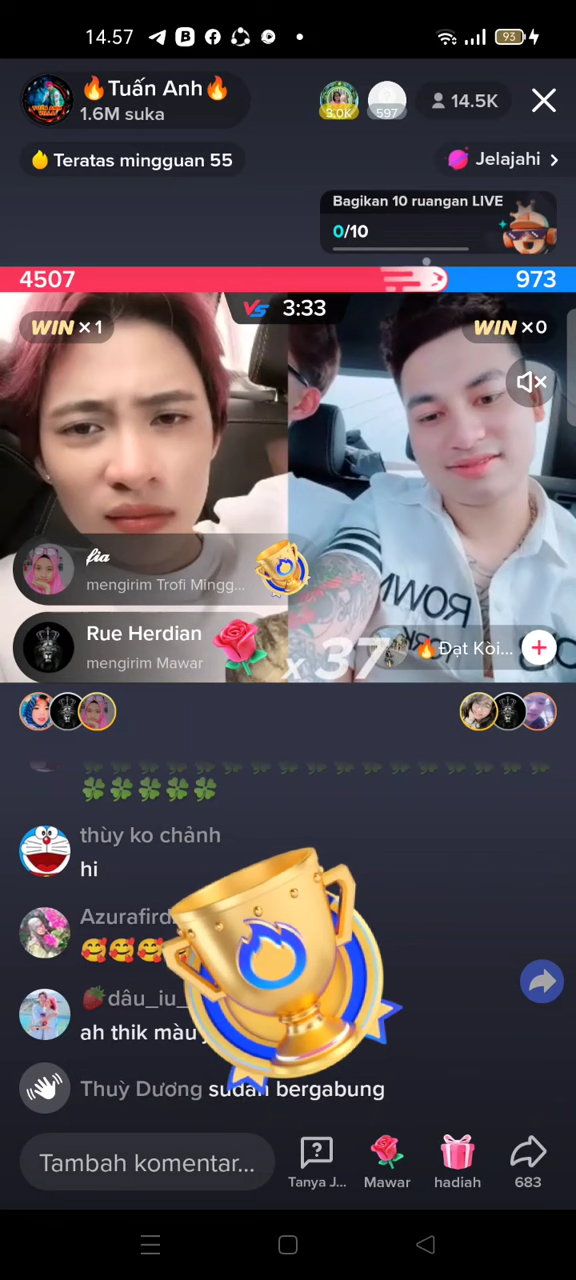 14.57
93
🔥Tuấn Anh🔥
1.6M suka
3.0K
597
14.5K
Teratas mingguan 55
Jelajahi
Bagikan 10 ruangan LIVE
0/10
4507
973
VS 3:33
WIN × 1
WIN × 0
fia
mengirim Trofi Mingg...
Rue Herdian
mengirim Mawar
x 37
🔥Đạt Kòi...
ROWN
🍀🍀🍀🍀🍀
thùy ko chảnh
hi
Azurafird
🥰🥰🥰
🍓dâu_iu_
ah thik màu
Thuỳ Dương sudah bergabung
Tambah komentar...
Tanya J...
Mawar
hadiah
683